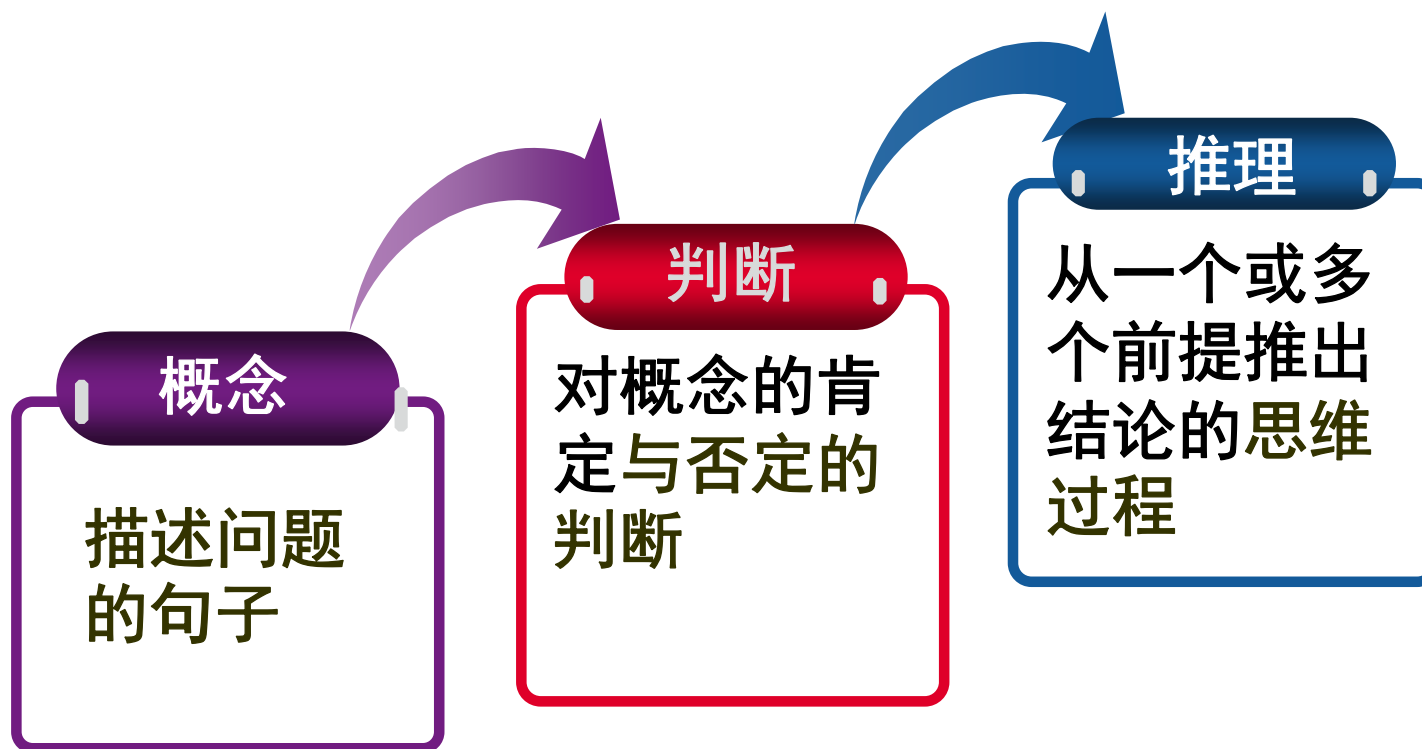 概念
描述问题
的句子
判断
对概念的肯
定与否定的
判断
推理
从一个或多
个前提推出
结论的思维
过程